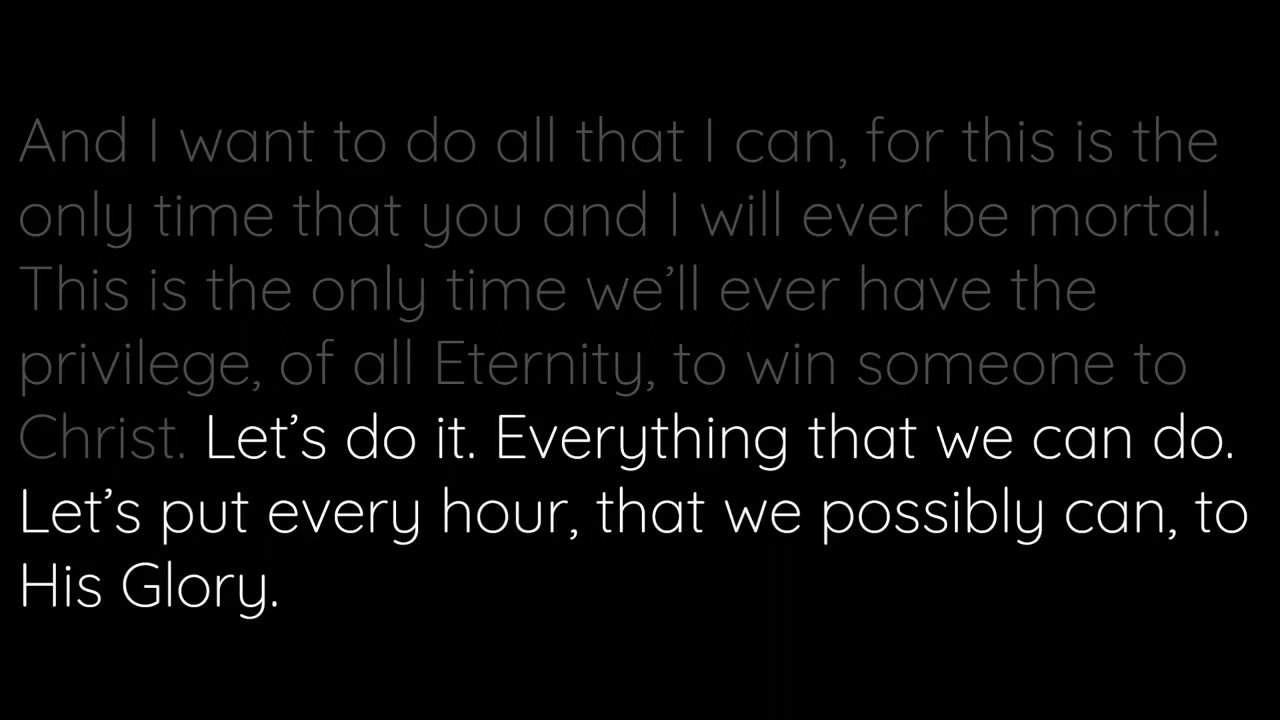 And I want to do all that I can, for this is the
only time that you and I will ever be mortal.
This is the only time we’ll ever have the
privilege, of all Eternity, to win someone to
Christ. Let’s do it. Everything that we can do.
Let’s put every hour, that we possibly can, to
His Glory.